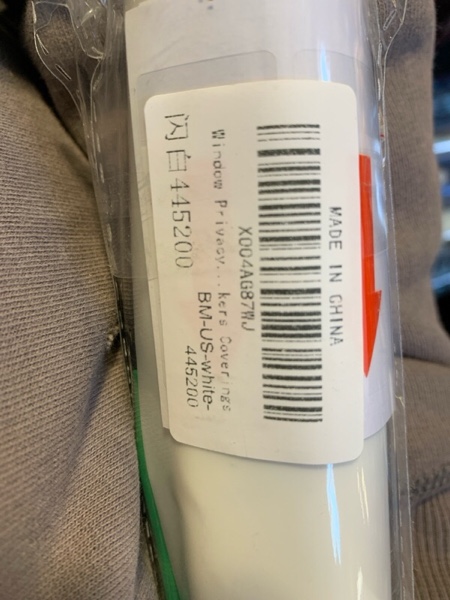 MADE IN CHINA
X004AG87WJ
Window Privacy...kers Coverings
BM-US-white-
445200
闪白445200